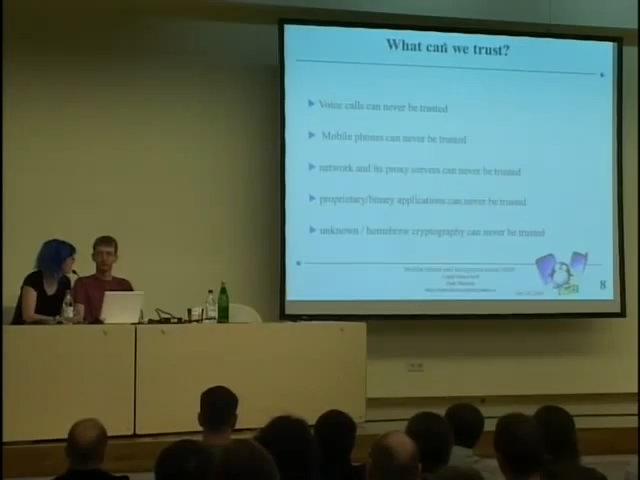 What can we trust?
Voice calls can never be trusted
Mobile phones can never be trusted
network and its proxy servers can never be trusted
proprietary/binary applications can never be trusted
unknown / homebrew cryptography can never be trusted
8